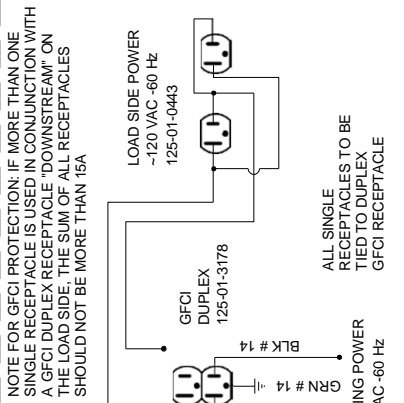 NOTE FOR GFCI PROTECTION: IF MORE THAN ONE
SINGLE RECEPTACLE IS USED IN CONJUNCTION WITH
A GFCI DUPLEX RECEPTACLE "DOWNSTREAM" ON
THE LOAD SIDE, THE SUM OF ALL RECEPTACLES
SHOULD NOT BE MORE THAN 15A
LOAD SIDE POWER
~120 VAC -60 Hz
125-01-0443
GFCI
DUPLEX
125-01-3178
BLK # 14
GRN # 14
ALL SINGLE
RECEPTACLES TO BE
TIED TO DUPLEX
GFCI RECEPTACLE
POWER
-60 Hz